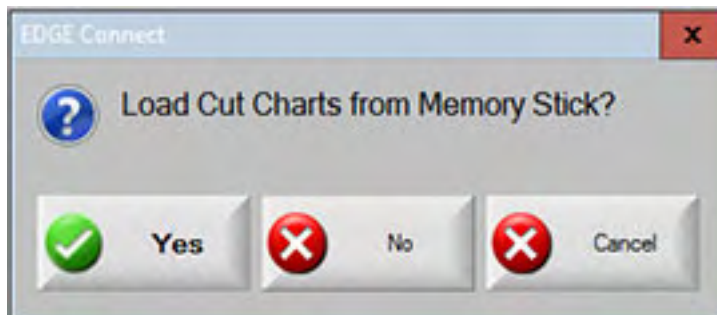 EDGE Connect
Load Cut Charts from Memory Stick?
Yes
No
Cancel